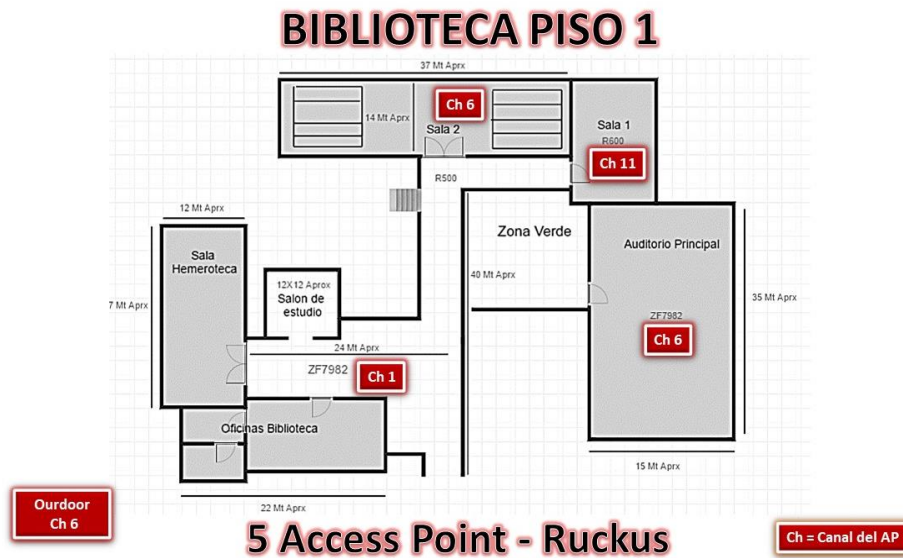 BIBLIOTECA PISO 1
37 Mt Aprx
Ch 6
14 Mt Aprx
Sala 2
Sala 1
R600
Ch 11
R500
12 Mt Aprx
Zona Verde
Auditorio Principal
Sala
Hemeroteca
12X12 Aprox
Salon de
estudio
40 Mt Aprx
7 Mt Aprx
35 Mt Aprx
ZF7982
Ch 6
24 Mt Aprx
ZF7982
Ch 1
Oficinas Biblioteca
15 Mt Aprx
Ourdoor
Ch 6
22 Mt Aprx
5 Access Point - Ruckus
Ch = Canal del AP